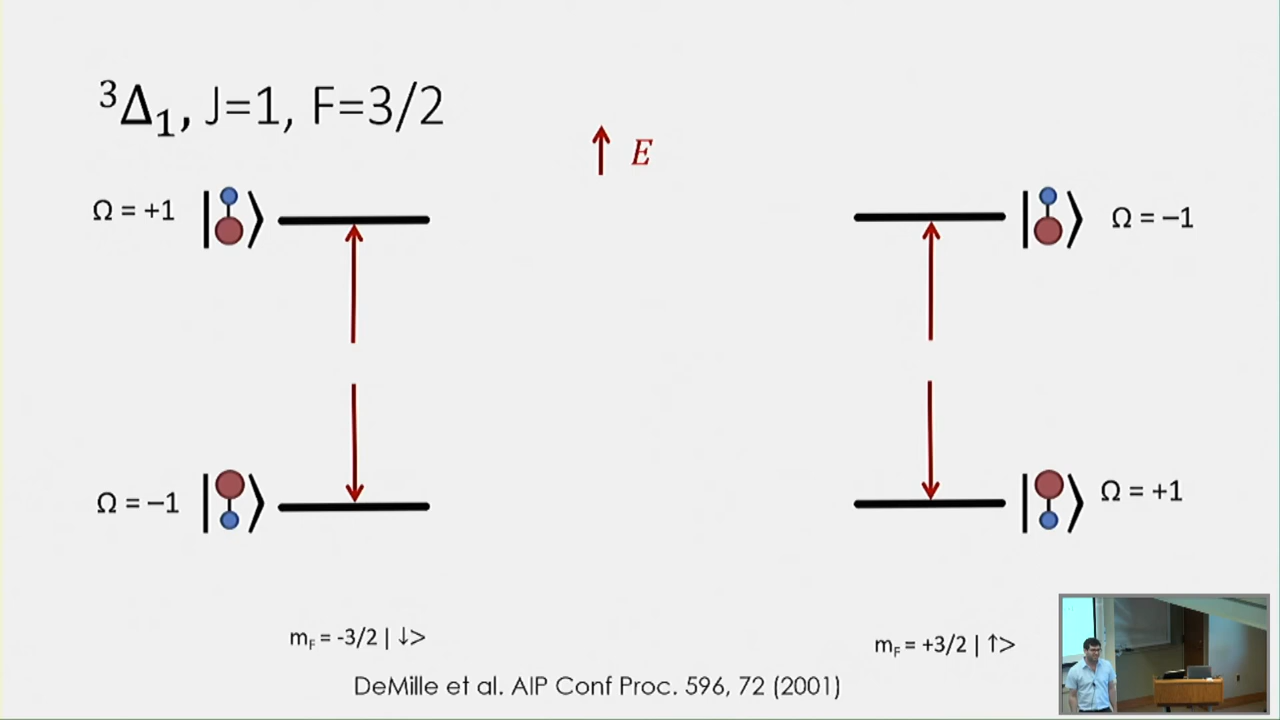 ³Δ₁, J=1, F=3/2
E
Ω = +1
Ω = –1
Ω = –1
Ω = +1
m_F = -3/2 | ↓>
m_F = +3/2 | ↑>
DeMille et al. AIP Conf Proc. 596, 72 (2001)